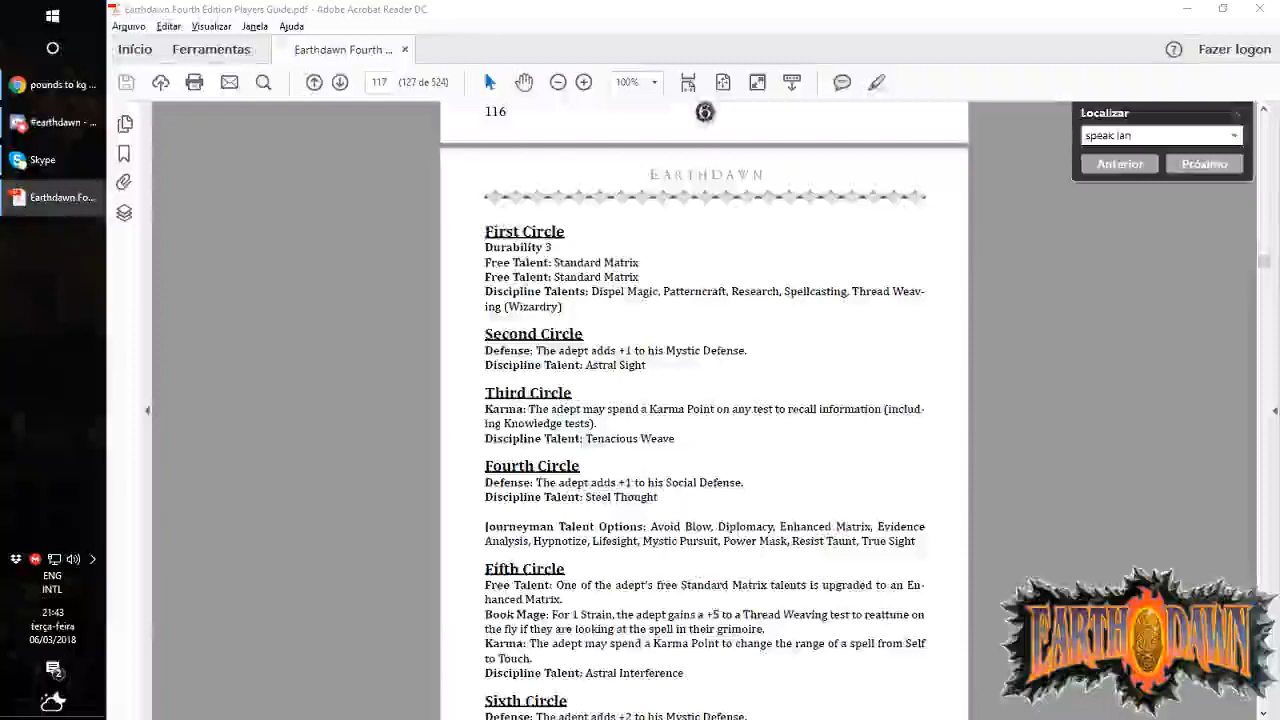 Earthdawn Fourth Edition Players Guide.pdf - Adobe Acrobat Reader DC
Arquivo Editar Visualizar Janela Ajuda
Início Ferramentas Earthdawn Fourth ... × Fazer logon
117 (127 de 524) 100%
pounds to kg ...
#earthdawn - ...
Skype
Earthdawn Fo...
116
Localizar
speak lan
Anterior Próximo
EARTHDAWN
First Circle
Durability 3
Free Talent: Standard Matrix
Free Talent: Standard Matrix
Discipline Talents: Dispel Magic, Patterncraft, Research, Spellcasting, Thread Weav-
ing (Wizardry)
Second Circle
Defense: The adept adds +1 to his Mystic Defense.
Discipline Talent: Astral Sight
Third Circle
Karma: The adept may spend a Karma Point on any test to recall information (includ-
ing Knowledge tests).
Discipline Talent: Tenacious Weave
Fourth Circle
Defense: The adept adds +1 to his Social Defense.
Discipline Talent: Steel Thought
Journeyman Talent Options: Avoid Blow, Diplomacy, Enhanced Matrix, Evidence
Analysis, Hypnotize, Lifesight, Mystic Pursuit, Power Mask, Resist Taunt, True Sight
Fifth Circle
Free Talent: One of the adept's free Standard Matrix talents is upgraded to an En-
hanced Matrix.
Book Mage: For 1 Strain, the adept gains a +5 to a Thread Weaving test to reattune on
the fly if they are looking at the spell in their grimoire.
Karma: The adept may spend a Karma Point to change the range of a spell from Self
to Touch.
Discipline Talent: Astral Interference
Sixth Circle
Defense: The adept adds +2 to his Mystic Defense.
ENG
INTL
21:43
terça-feira
06/03/2018
2
EARTHDAWN